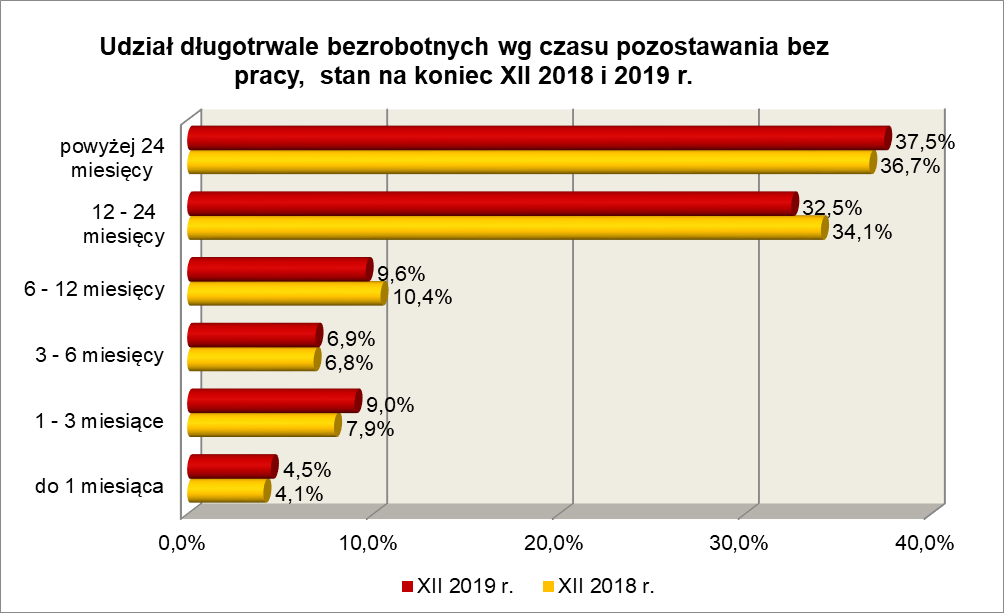 Udział długotrwale bezrobotnych wg czasu pozostawania bez
pracy,  stan na koniec XII 2018 i 2019 r.
powyżej 24
miesięcy
37,5%
36,7%
12 - 24
miesięcy
32,5%
34,1%
6 - 12 miesięcy
9,6%
10,4%
3 - 6 miesięcy
6,9%
6,8%
1 - 3 miesiące
9,0%
7,9%
do 1 miesiąca
4,5%
4,1%
0,0% 10,0% 20,0% 30,0% 40,0%
XII 2019 r. XII 2018 r.